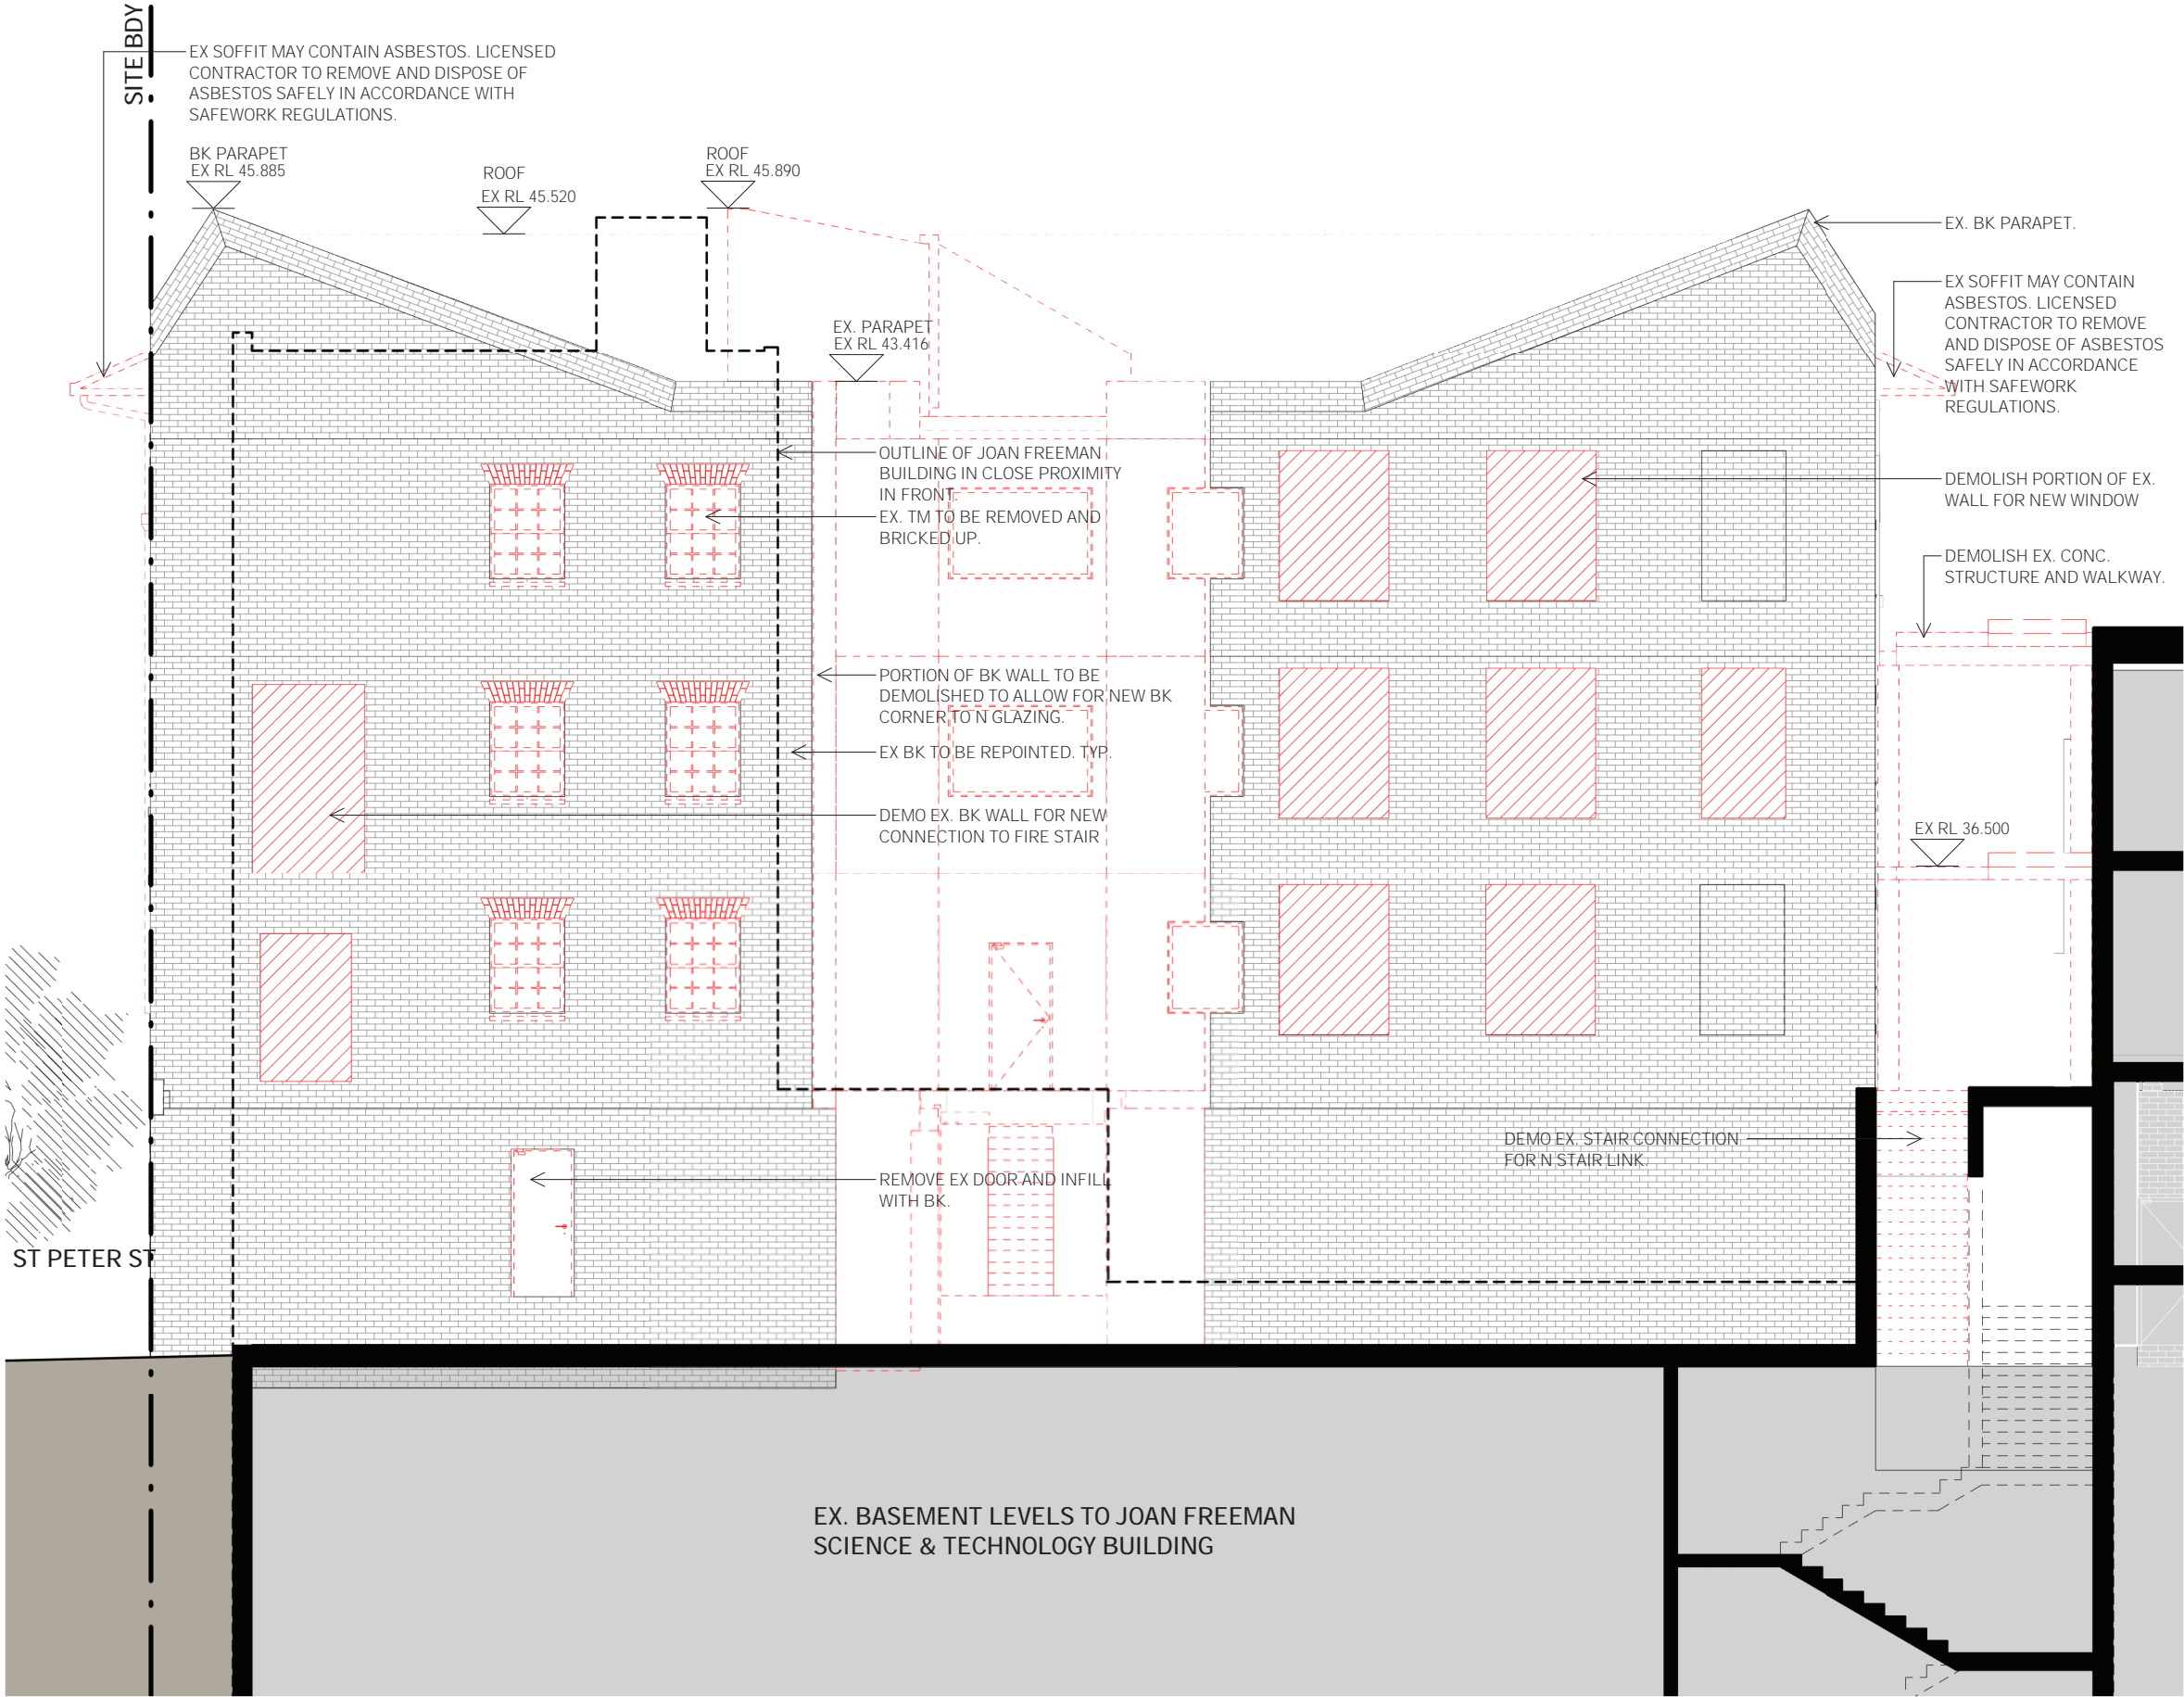 SITE BDY
EX SOFFIT MAY CONTAIN ASBESTOS. LICENSED
CONTRACTOR TO REMOVE AND DISPOSE OF
ASBESTOS SAFELY IN ACCORDANCE WITH
SAFEWORK REGULATIONS.
BK PARAPET
EX RL 45.885
ROOF
EX RL 45.520
ROOF
EX RL 45.890
EX. PARAPET
EX RL 43.416
EX. BK PARAPET.
EX SOFFIT MAY CONTAIN
ASBESTOS. LICENSED
CONTRACTOR TO REMOVE
AND DISPOSE OF ASBESTOS
SAFELY IN ACCORDANCE
WITH SAFEWORK
REGULATIONS.
OUTLINE OF JOAN FREEMAN
BUILDING IN CLOSE PROXIMITY
IN FRONT.
EX. TM TO BE REMOVED AND
BRICKED UP.
DEMOLISH PORTION OF EX.
WALL FOR NEW WINDOW
DEMOLISH EX. CONC.
STRUCTURE AND WALKWAY.
PORTION OF BK WALL TO BE
DEMOLISHED TO ALLOW FOR NEW BK
CORNER TO N GLAZING.
EX BK TO BE REPOINTED. TYP.
DEMO EX. BK WALL FOR NEW
CONNECTION TO FIRE STAIR
EX RL 36.500
DEMO EX. STAIR CONNECTION
FOR N STAIR LINK.
REMOVE EX DOOR AND INFILL
WITH BK.
ST PETER ST
EX. BASEMENT LEVELS TO JOAN FREEMAN
SCIENCE & TECHNOLOGY BUILDING